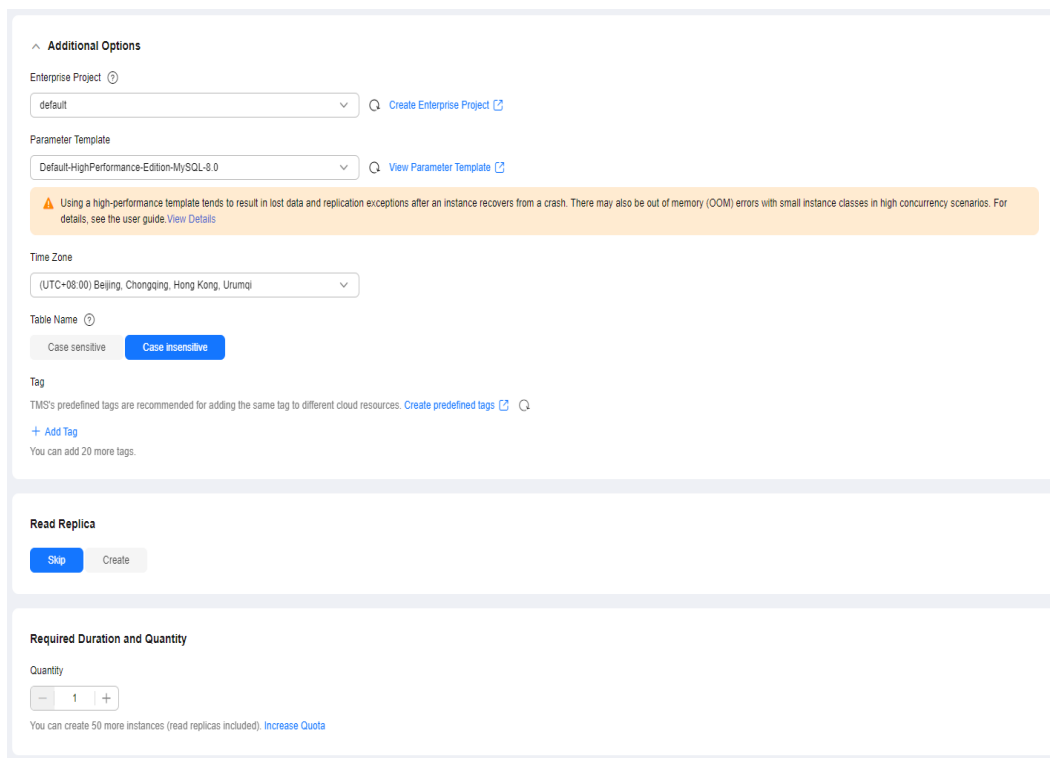 Additional Options
Enterprise Project ?
default
Create Enterprise Project
Parameter Template
Default-HighPerformance-Edition-MySQL-8.0
View Parameter Template
Using a high-performance template tends to result in lost data and replication exceptions after an instance recovers from a crash. There may also be out of memory (OOM) errors with small instance classes in high concurrency scenarios. For
details, see the user guide.View Details
Time Zone
(UTC+08:00) Beijing, Chongqing, Hong Kong, Urumqi
Table Name ?
Case sensitive Case insensitive
Tag
TMS's predefined tags are recommended for adding the same tag to different cloud resources. Create predefined tags
+ Add Tag
You can add 20 more tags.
Read Replica
Skip Create
Required Duration and Quantity
Quantity
− 1 +
You can create 50 more instances (read replicas included). Increase Quota